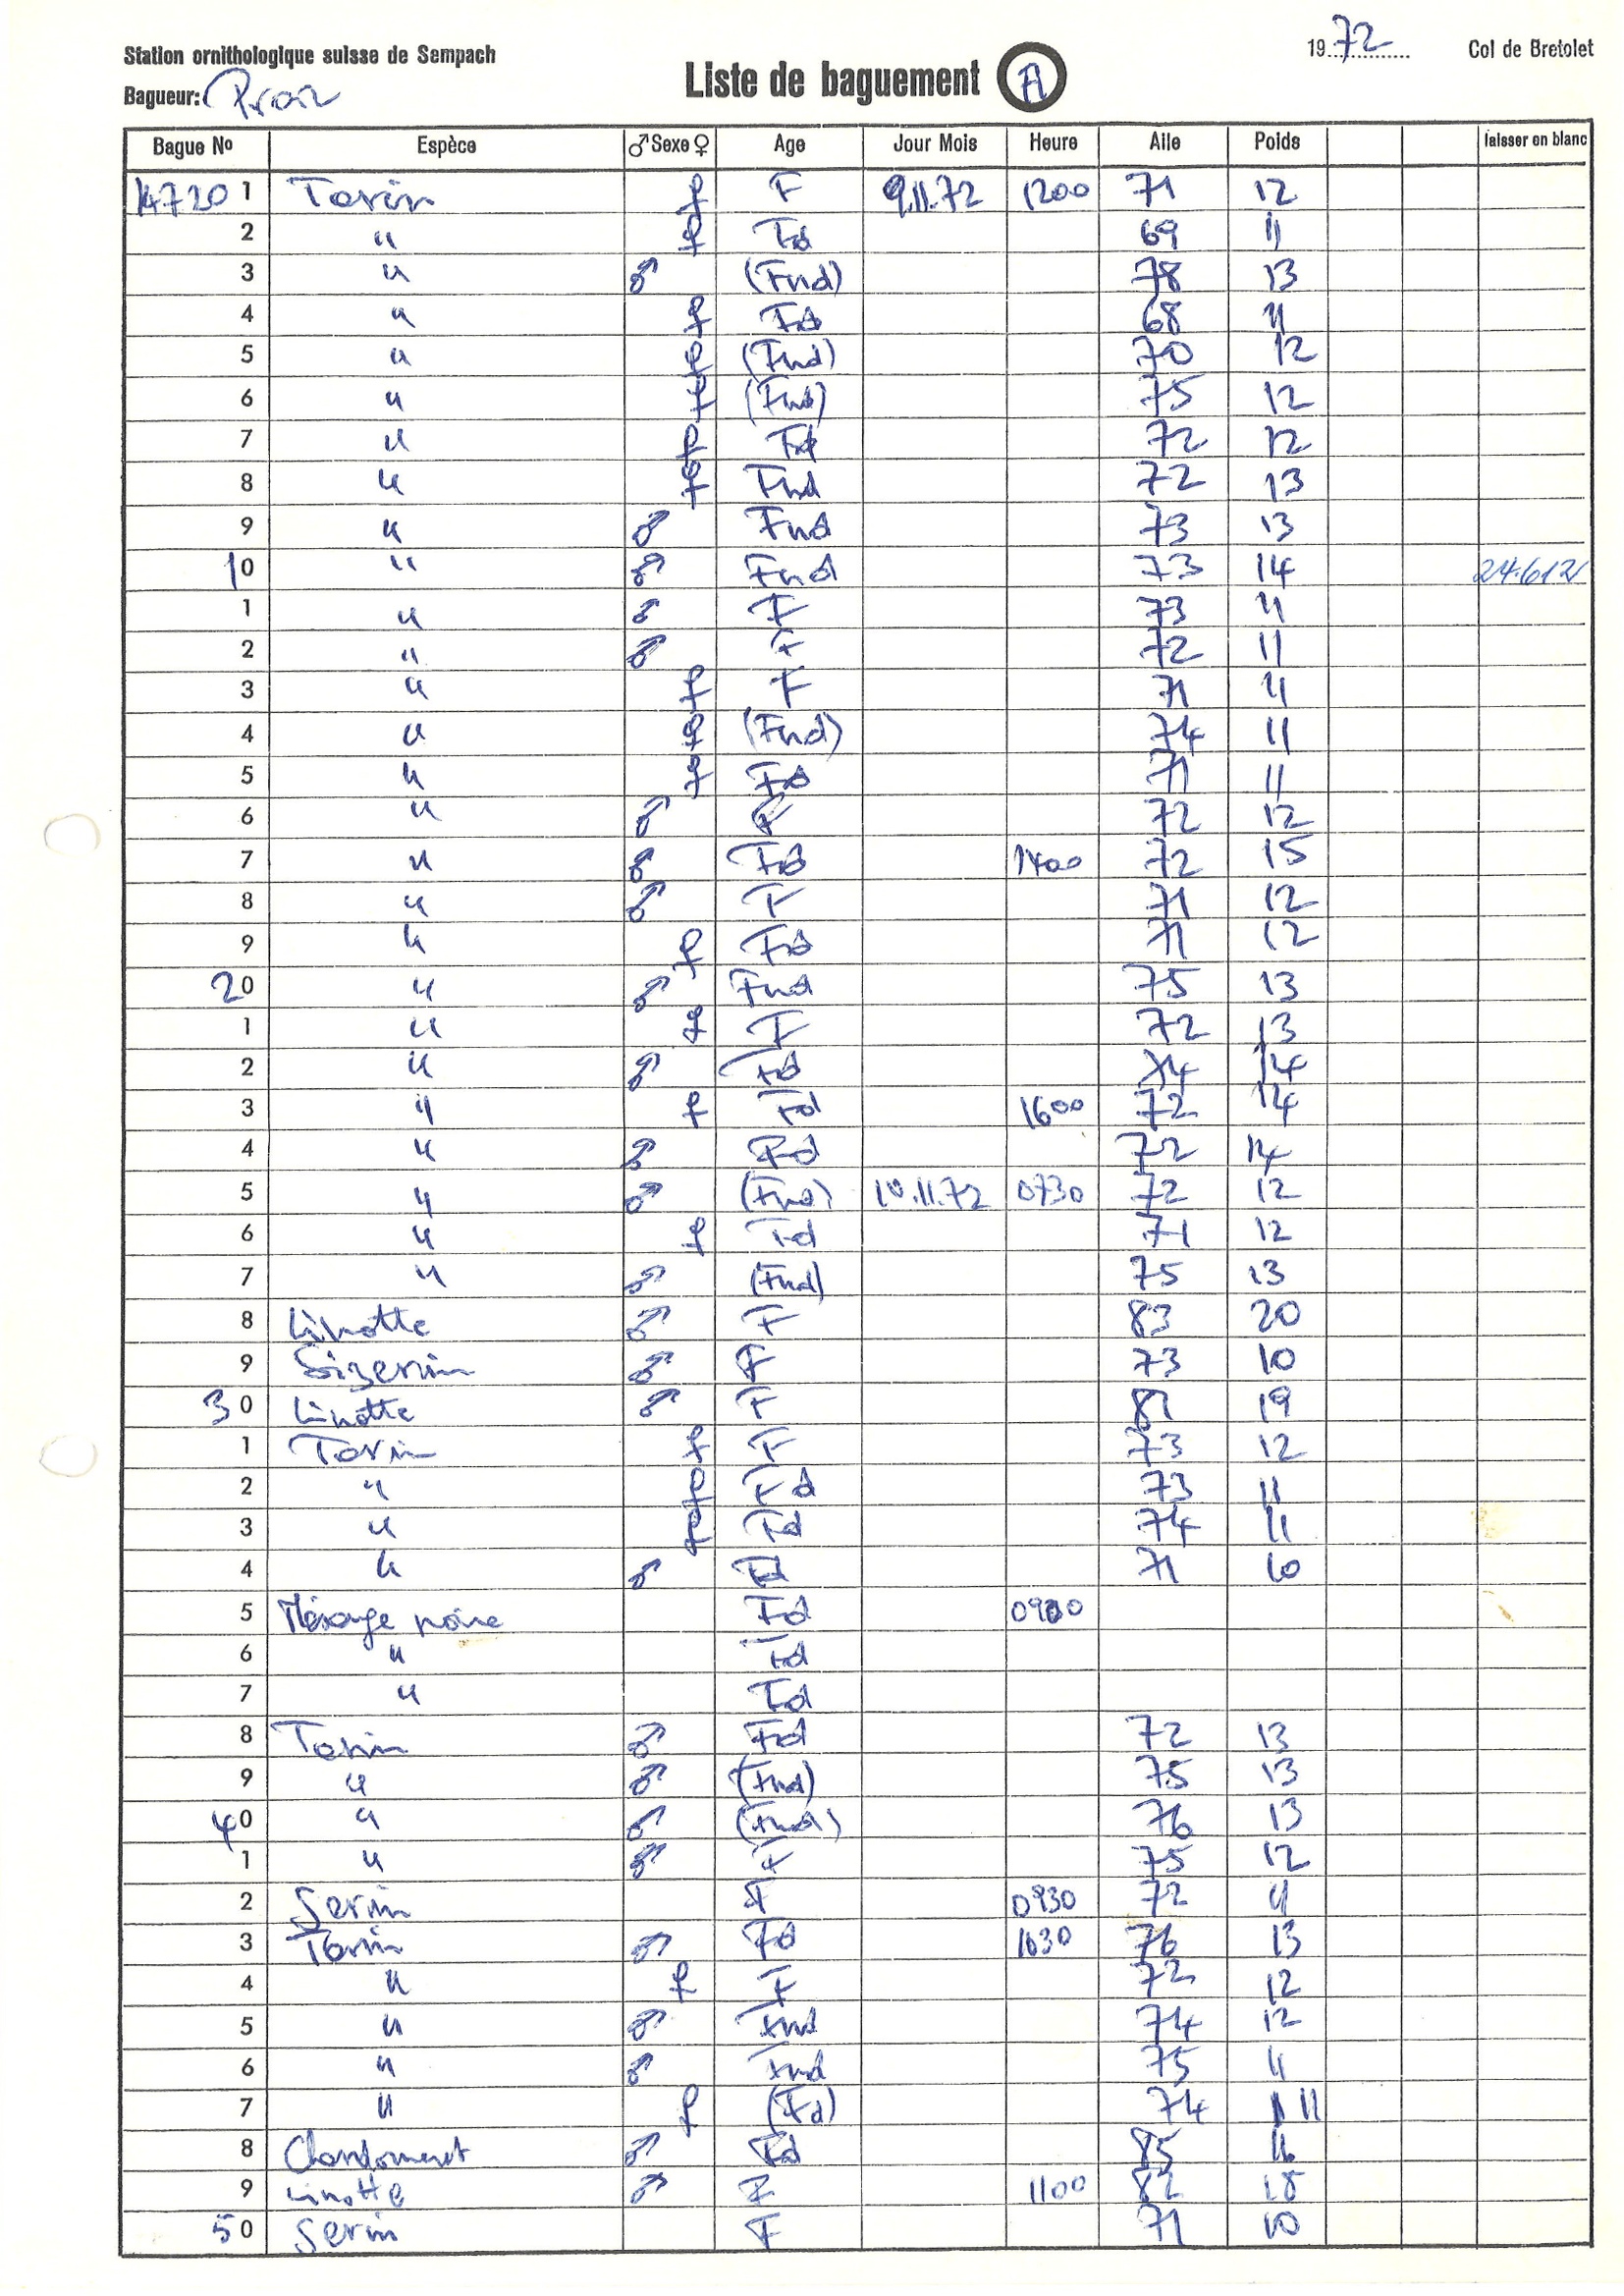 Station ornithologique suisse de Sempach
Bagueur:
Liste de baguement A
1972 Col de Bretolet
Bague No Espèce ♂ Sexe ♀ Age Jour Mois Heure Aile Poids laisser en blanc
14720 1 Tarin ♀ F 9.11.72 1200 71 12
2 " ♀ Fd 69 11
3 " ♂ (Fnd) 78 13
4 " ♀ Fd 68 11
5 " ♀ (Fnd) 70 12
6 " ♀ (Fnd) 75 12
7 " ♀ Fd 72 12
8 " ♀ Fnd 72 13
9 " ♂ Fnd 73 13
10 " ♂ Fnd 73 14
1 " ♂ F 73 11
2 " ♂ F 72 11
3 " ♀ F 71 11
4 " ♀ (Fnd) 74 11
5 " ♀ Fd 71 11
6 " ♂ F 72 12
7 " ♂ Fd 1400 72 15
8 " ♂ F 71 12
9 " ♀ Fd 71 12
20 " ♂ Fnd 75 13
1 " ♀ F 72 13
2 " ♂ Fd 74 14
3 " ♀ Fd 1600 72 14
4 " ♂ Fd 72 14
5 " ♂ (Fnd) 10.11.72 0730 72 12
6 " ♀ Fd 71 12
7 " ♂ (Fnd) 75 13
8 Linotte ♂ F 83 20
9 Sizerin ♂ F 73 10
30 Linotte ♂ F 81 19
1 Tarin ♀ F 73 12
2 " ♀ Fd 73 11
3 " ♀ Fd 74 11
4 " ♂ Fd 71 10
5 Mésange noire Fd
6 " Fd
7 " Fd
8 Tarin ♂ Fd 72 13
9 " ♂ (Fnd) 75 13
40 " ♂ (Fnd) 76 13
1 " ♂ F 75 12
2 Serin F 0930 72 11
3 Tarin ♂ Fd 1030 76 13
4 " ♀ F 72 12
5 " ♂ Fnd 74 12
6 " ♂ Fnd 75 11
7 " ♀ (Fd) 74 11
8 Chardonneret ♂ Fd 85 16
9 Linotte ♂ F 1100 82 18
50 Serin F 71 10